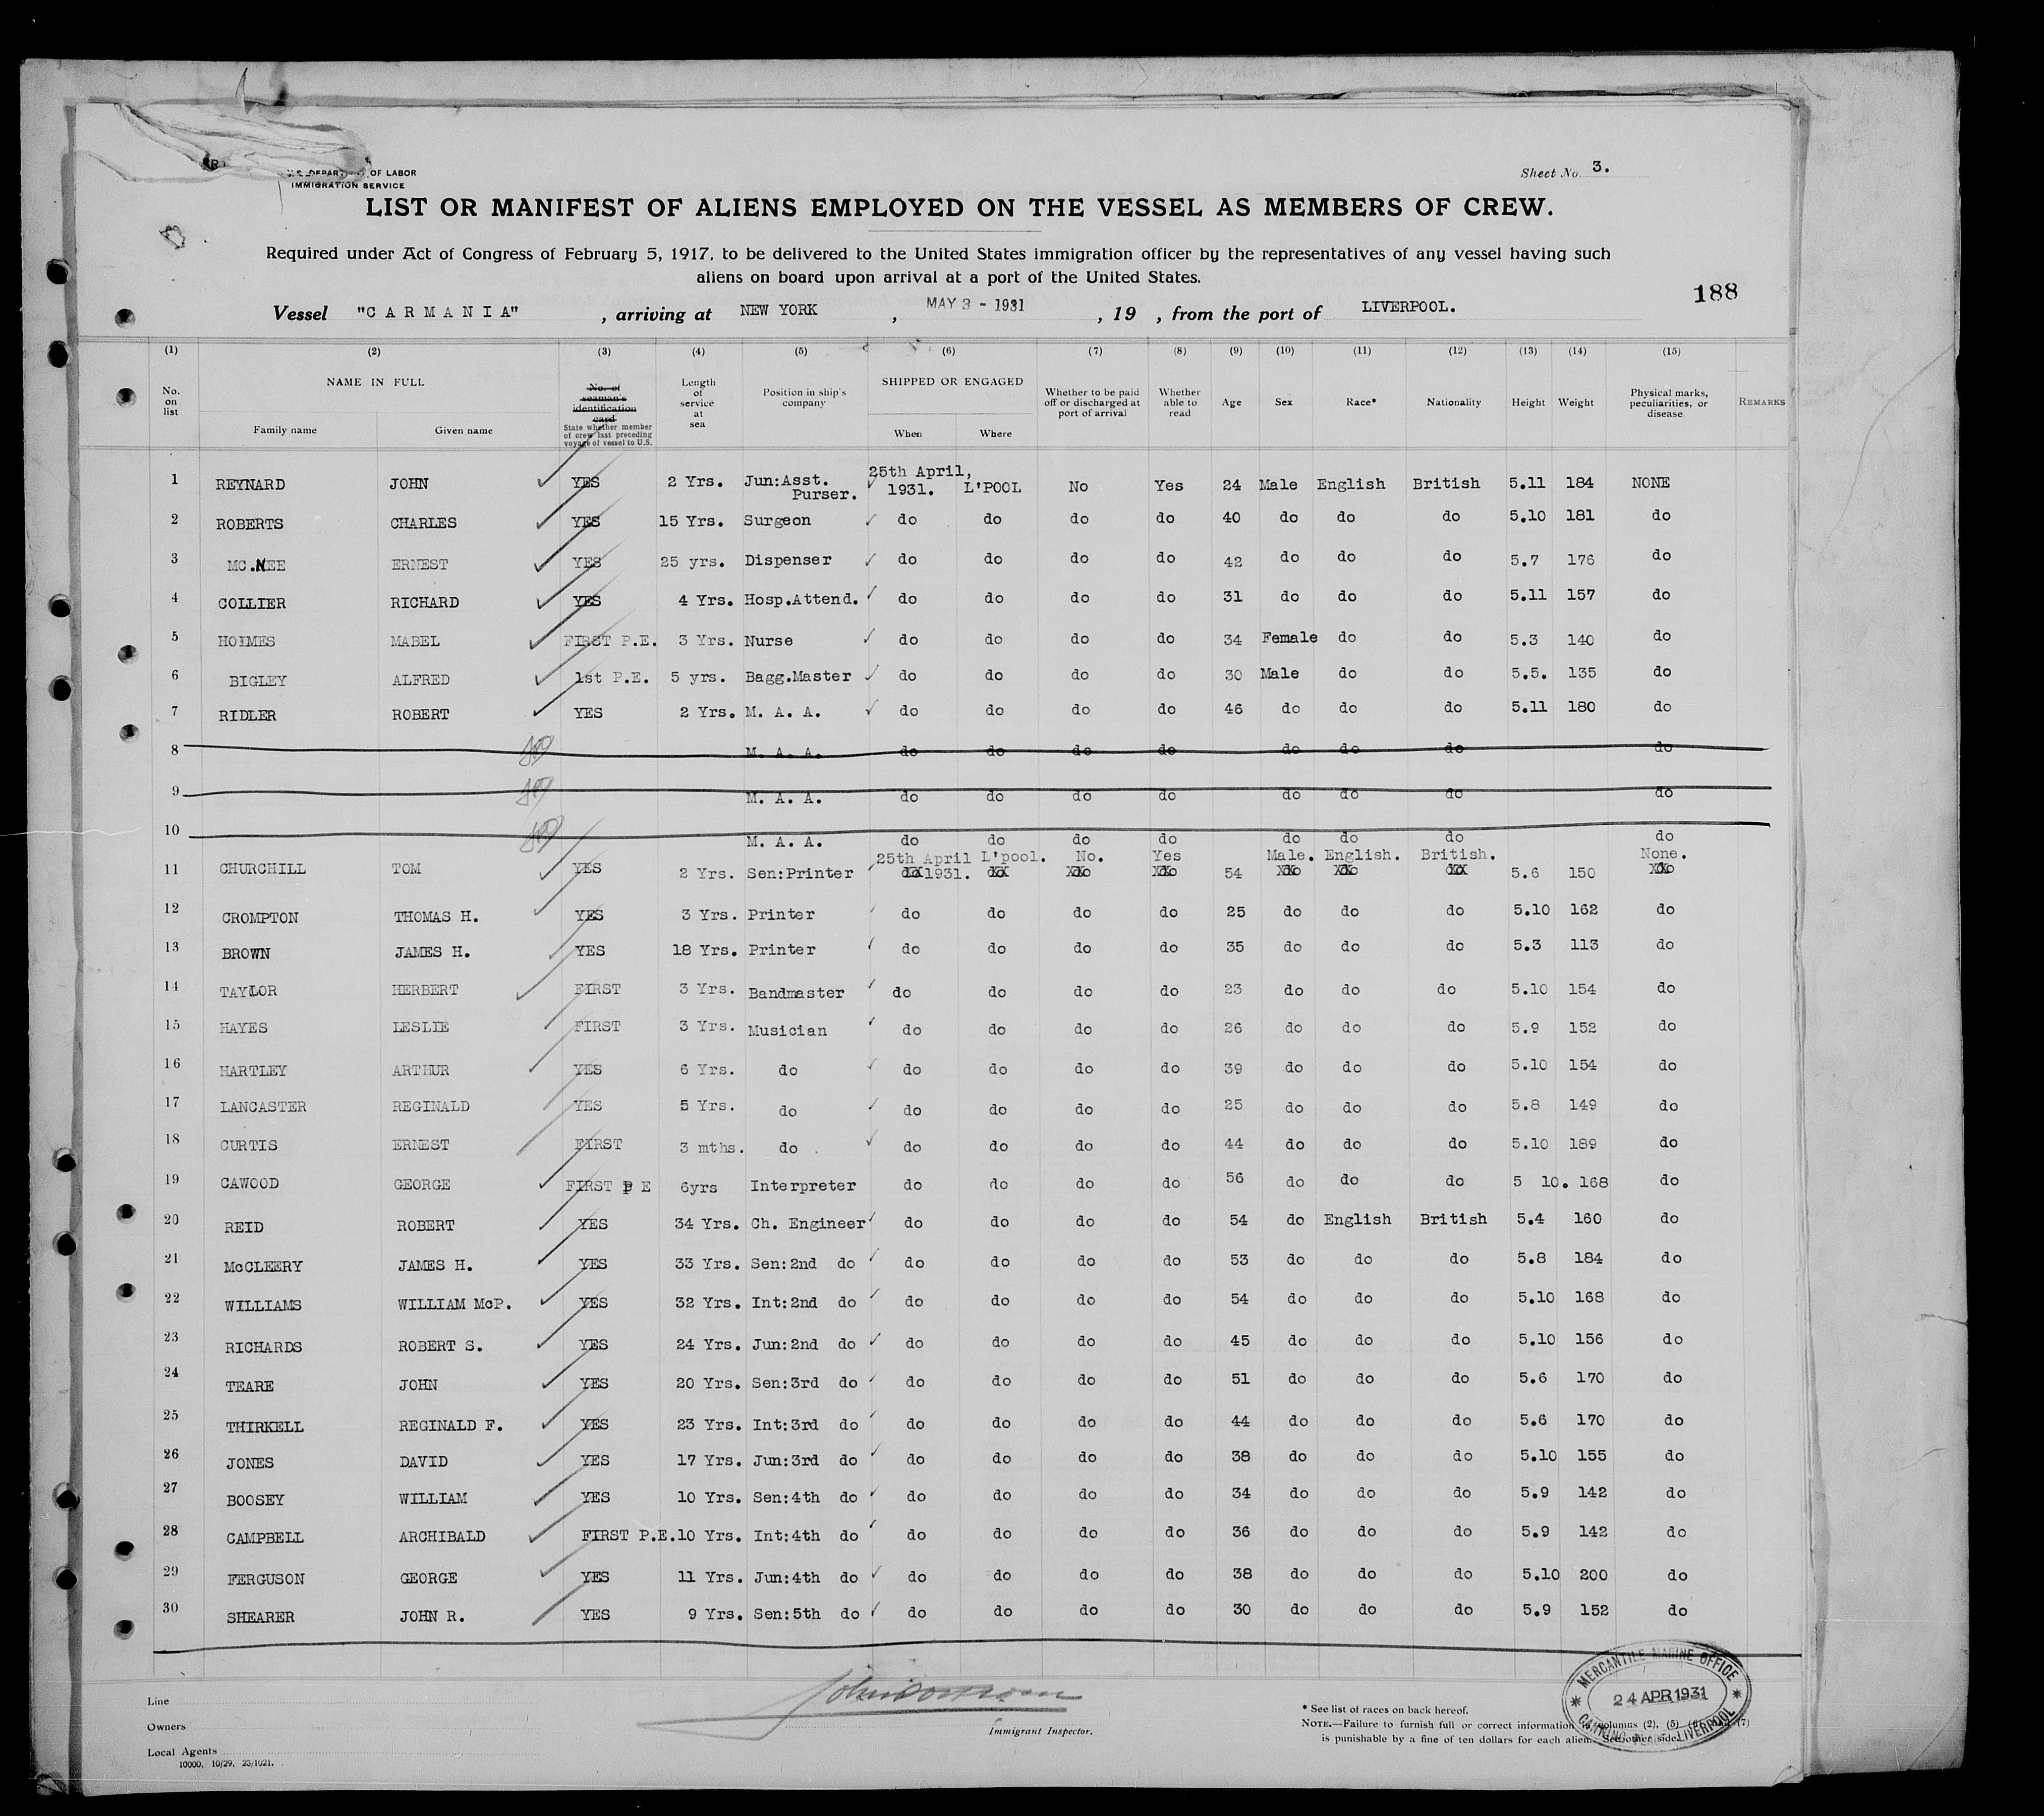 U.S. DEPARTMENT OF LABOR
IMMIGRATION SERVICE
Sheet No. 3.
LIST OR MANIFEST OF ALIENS EMPLOYED ON THE VESSEL AS MEMBERS OF CREW.
Required under Act of Congress of February 5, 1917, to be delivered to the United States immigration officer by the representatives of any vessel having such
aliens on board upon arrival at a port of the United States.
188
Vessel "CARMANIA" , arriving at NEW YORK , MAY 3 - 1931 , 19 , from the port of LIVERPOOL.
(1) (2) (3) (4) (5) (6) (7) (8) (9) (10) (11) (12) (13) (14) (15)
No. on list NAME IN FULL Family name Given name No. of seaman's identification card State whether member of crew last preceding voyage of vessel to U.S. Length of service at sea Position in ship's company SHIPPED OR ENGAGED When Where Whether to be paid off or discharged at port of arrival Whether able to read Age Sex Race* Nationality Height Weight Physical marks, peculiarities, or disease REMARKS
1 REYNARD JOHN YES 2 Yrs. Jun:Asst. Purser. 25th April, 1931. L'POOL No Yes 24 Male English British 5.11 184 NONE
2 ROBERTS CHARLES YES 15 Yrs. Surgeon do do do do 40 do do do 5.10 181 do
3 MC.NEE ERNEST YES 25 yrs. Dispenser do do do do 42 do do do 5.7 176 do
4 COLLIER RICHARD YES 4 Yrs. Hosp.Attend. do do do do 31 do do do 5.11 157 do
5 HOLMES MABEL FIRST P.E. 3 Yrs. Nurse do do do do 34 Female do do 5.3 140 do
6 BIGLEY ALFRED 1st P.E. 5 yrs. Bagg.Master do do do do 30 Male do do 5.5. 135 do
7 RIDLER ROBERT YES 2 Yrs. M. A. A. do do do do 46 do do do 5.11 180 do
8 M. A. A. do do do do do do do do
9 M. A. A. do do do do do do do do
10 M. A. A. do do do do do do do do
11 CHURCHILL TOM YES 2 Yrs. Sen:Printer 25th April 1931. L'pool. No. Yes 54 Male. English. British. 5.6 150 None.
12 CROMPTON THOMAS H. YES 3 Yrs. Printer do do do do 25 do do do 5.10 162 do
13 BROWN JAMES H. YES 18 Yrs. Printer do do do do 35 do do do 5.3 113 do
14 TAYLOR HERBERT FIRST 3 Yrs. Bandmaster do do do do 23 do do do 5.10 154 do
15 HAYES LESLIE FIRST 3 Yrs. Musician do do do do 26 do do do 5.9 152 do
16 HARTLEY ARTHUR YES 6 Yrs. do do do do do 39 do do do 5.10 154 do
17 LANCASTER REGINALD YES 5 Yrs. do do do do do 25 do do do 5.8 149 do
18 CURTIS ERNEST FIRST 3 mths. do do do do do 44 do do do 5.10 189 do
19 CAWOOD GEORGE FIRST P E 6yrs Interpreter do do do do 56 do do do 5 10. 168 do
20 REID ROBERT YES 34 Yrs. Ch. Engineer do do do do 54 do English British 5.4 160 do
21 McCLEERY JAMES H. YES 33 Yrs. Sen:2nd do do do do do 53 do do do 5.8 184 do
22 WILLIAMS WILLIAM McP. YES 32 Yrs. Int:2nd do do do do do 54 do do do 5.10 168 do
23 RICHARDS ROBERT S. YES 24 Yrs. Jun:2nd do do do do do 45 do do do 5.10 156 do
24 TEARE JOHN YES 20 Yrs. Sen:3rd do do do do do 51 do do do 5.6 170 do
25 THIRKELL REGINALD F. YES 23 Yrs. Int:3rd do do do do do 44 do do do 5.6 170 do
26 JONES DAVID YES 17 Yrs. Jun:3rd do do do do do 38 do do do 5.10 155 do
27 BOOSEY WILLIAM YES 10 Yrs. Sen:4th do do do do do 34 do do do 5.9 142 do
28 CAMPBELL ARCHIBALD FIRST P.E. 10 Yrs. Int:4th do do do do do 36 do do do 5.9 142 do
29 FERGUSON GEORGE YES 11 Yrs. Jun:4th do do do do do 38 do do do 5.10 200 do
30 SHEARER JOHN R. YES 9 Yrs. Sen:5th do do do do do 30 do do do 5.9 152 do
Line
Owners
Local Agents
10000. 10/29. 23/1021.
Immigrant Inspector.
* See list of races on back hereof.
NOTE.—Failure to furnish full or correct information columns (2), (5) (7)
is punishable by a fine of ten dollars for each alien. See other side.
MERCANTILE MARINE OFFICE
24 APR 1931
LIVERPOOL